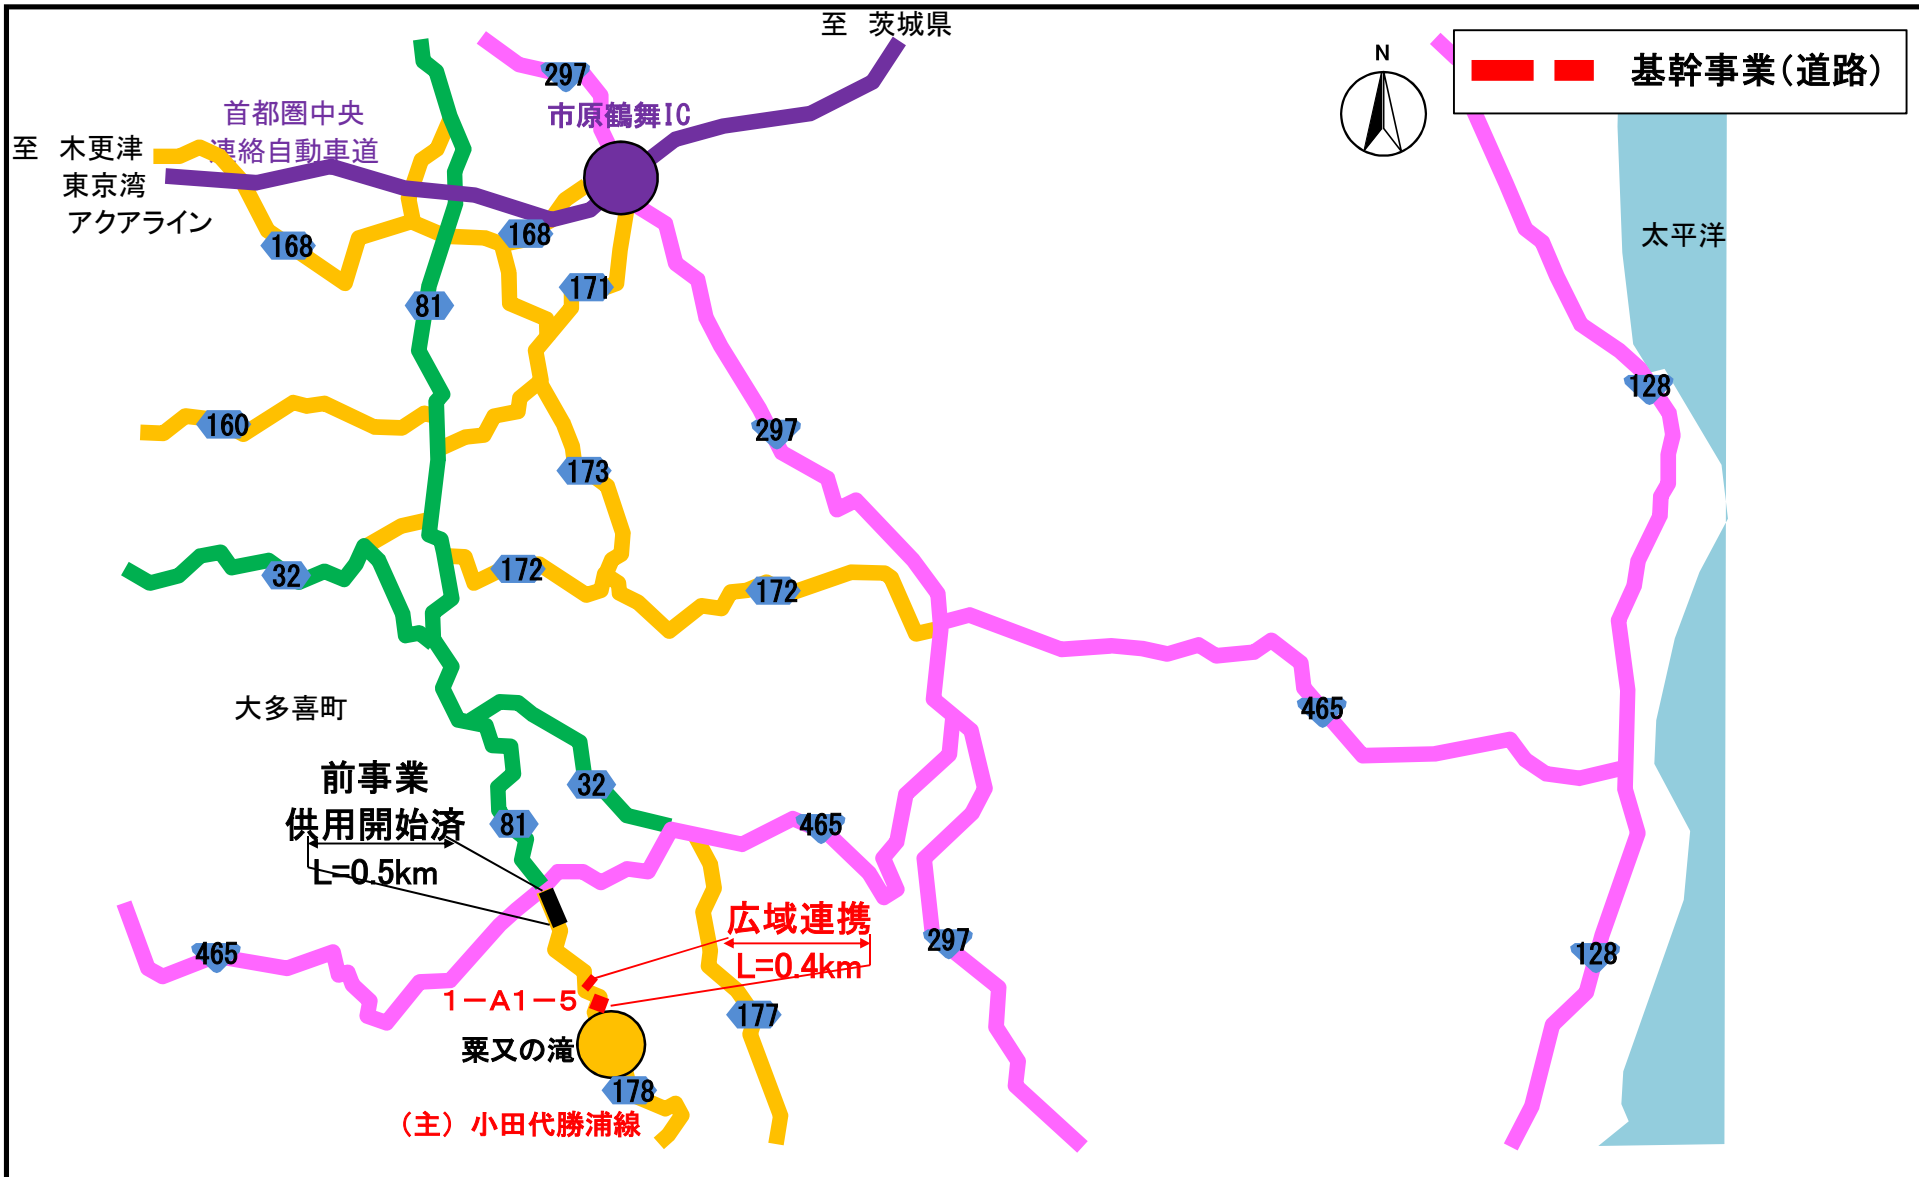 至 茨城県
N
基幹事業(道路)
297
首都圏中央
連絡自動車道
市原鶴舞IC
至 木更津
東京湾
アクアライン
168
168
太平洋
171
81
128
160
297
173
32
172
172
大多喜町
465
前事業
供用開始済
L=0.5km
32
81
465
広域連携
L=0.4km
465
297
128
1-A1-5
177
粟又の滝
178
(主)小田代勝浦線